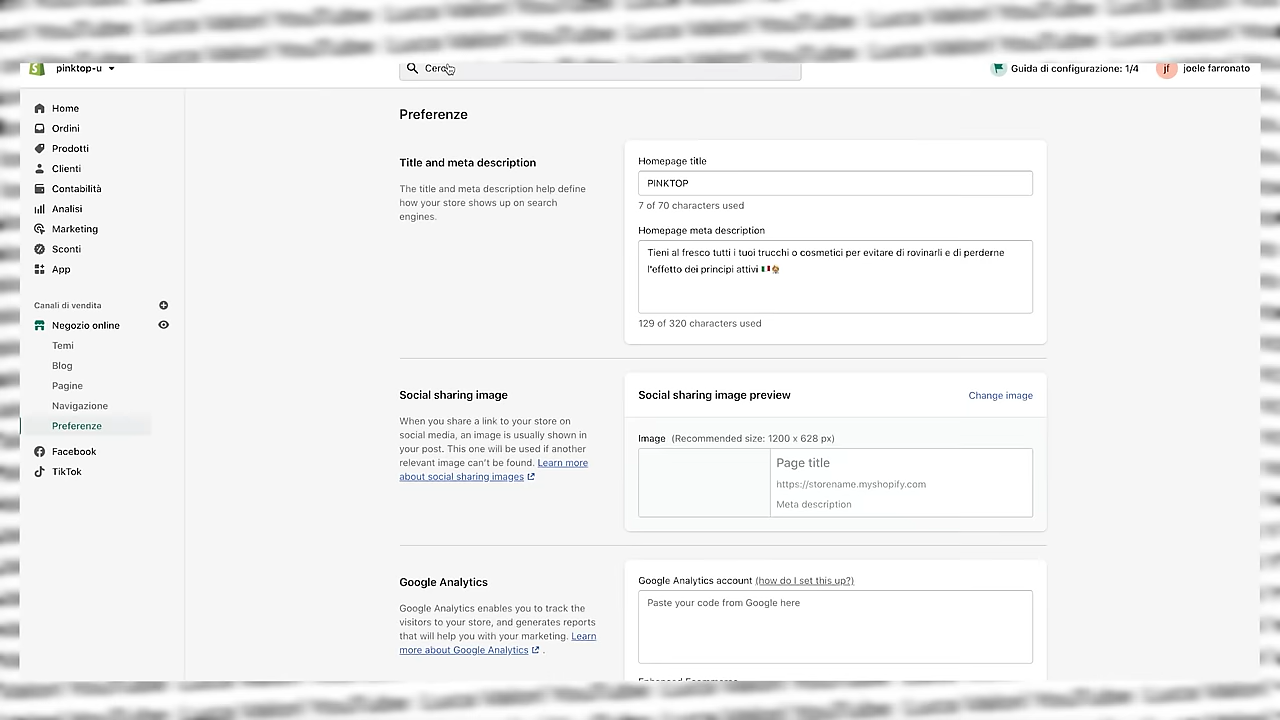 pinktop-u
Cerca
Guida di configurazione: 1/4
jf
joele farronato
Home
Ordini
Prodotti
Clienti
Contabilità
Analisi
Marketing
Sconti
App
Canali di vendita
Negozio online
Temi
Blog
Pagine
Navigazione
Preferenze
Facebook
TikTok
Preferenze
Title and meta description
The title and meta description help define
how your store shows up on search
engines.
Homepage title
PINKTOP
7 of 70 characters used
Homepage meta description
Tieni al fresco tutti i tuoi trucchi o cosmetici per evitare di rovinarli e di perderne
l'effetto dei principi attivi
129 of 320 characters used
Social sharing image
When you share a link to your store on
social media, an image is usually shown in
your post. This one will be used if another
relevant image can't be found. Learn more
about social sharing images
Social sharing image preview
Change image
Image (Recommended size: 1200 x 628 px)
Page title
https://storename.myshopify.com
Meta description
Google Analytics
Google Analytics enables you to track the
visitors to your store, and generates reports
that will help you with your marketing. Learn
more about Google Analytics .
Google Analytics account (how do I set this up?)
Paste your code from Google here